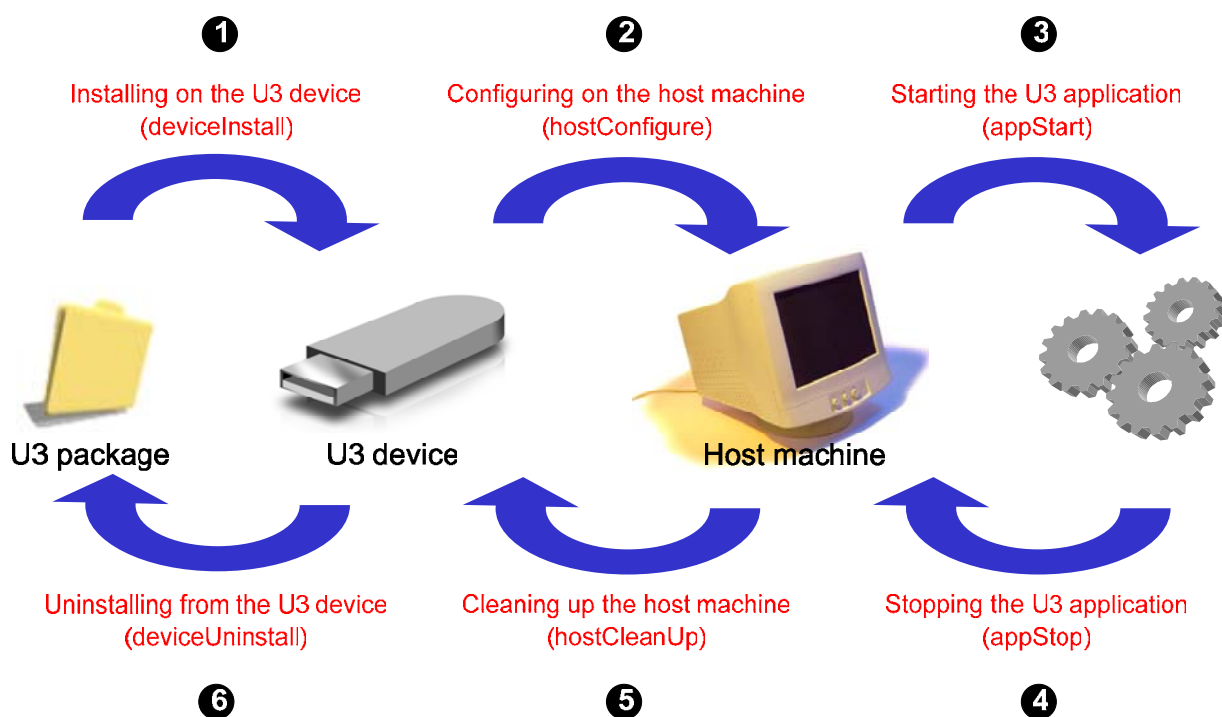 1
2
3
Installing on the U3 device
(deviceInstall)
Configuring on the host machine
(hostConfigure)
Starting the U3 application
(appStart)
U3 package
U3 device
Host machine
Uninstalling from the U3 device
(deviceUninstall)
Cleaning up the host machine
(hostCleanUp)
Stopping the U3 application
(appStop)
6
5
4